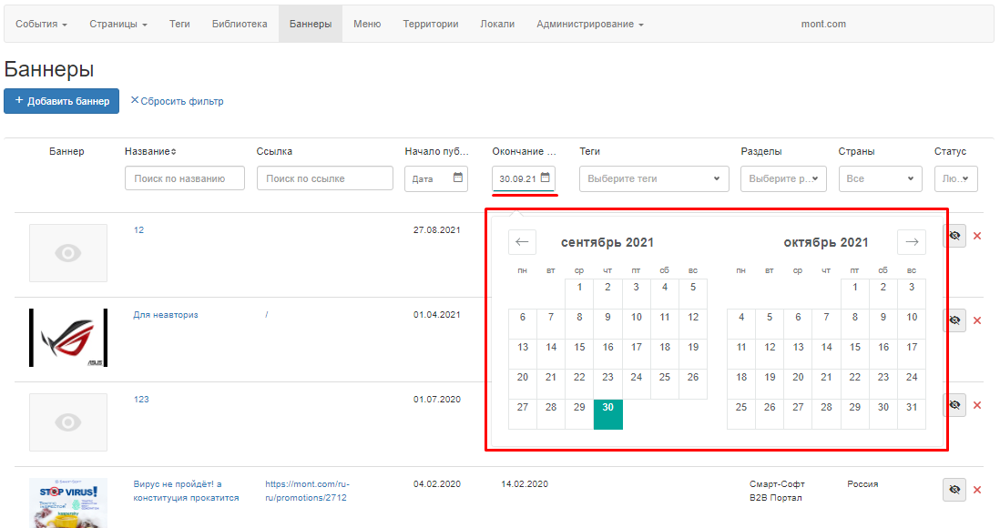 События Страницы Теги Библиотека Баннеры Меню Территории Локали Администрирование mont.com
Баннеры
+ Добавить баннер ×Сбросить фильтр
Баннер Название Ссылка Начало пуб... Окончание ... Теги Разделы Страны Статус
Поиск по названию Поиск по ссылке Дата 30.09.21 Выберите теги Выберите р... Все Лю...
12 27.08.2021
← сентябрь 2021 октябрь 2021 →
пн вт ср чт пт сб вс пн вт ср чт пт сб вс
1 2 3 4 5 1 2 3
Для неавториз / 01.04.2021
6 7 8 9 10 11 12 4 5 6 7 8 9 10
13 14 15 16 17 18 19 11 12 13 14 15 16 17
ASUS
20 21 22 23 24 25 26 18 19 20 21 22 23 24
123 01.07.2020
27 28 29 30 25 26 27 28 29 30 31
Вирус не пройдёт! а https://mont.com/ru- 04.02.2020 14.02.2020 Смарт-Софт Россия
конституция прокатится ru/promotions/2712 B2B Портал
STOP VIRUS!